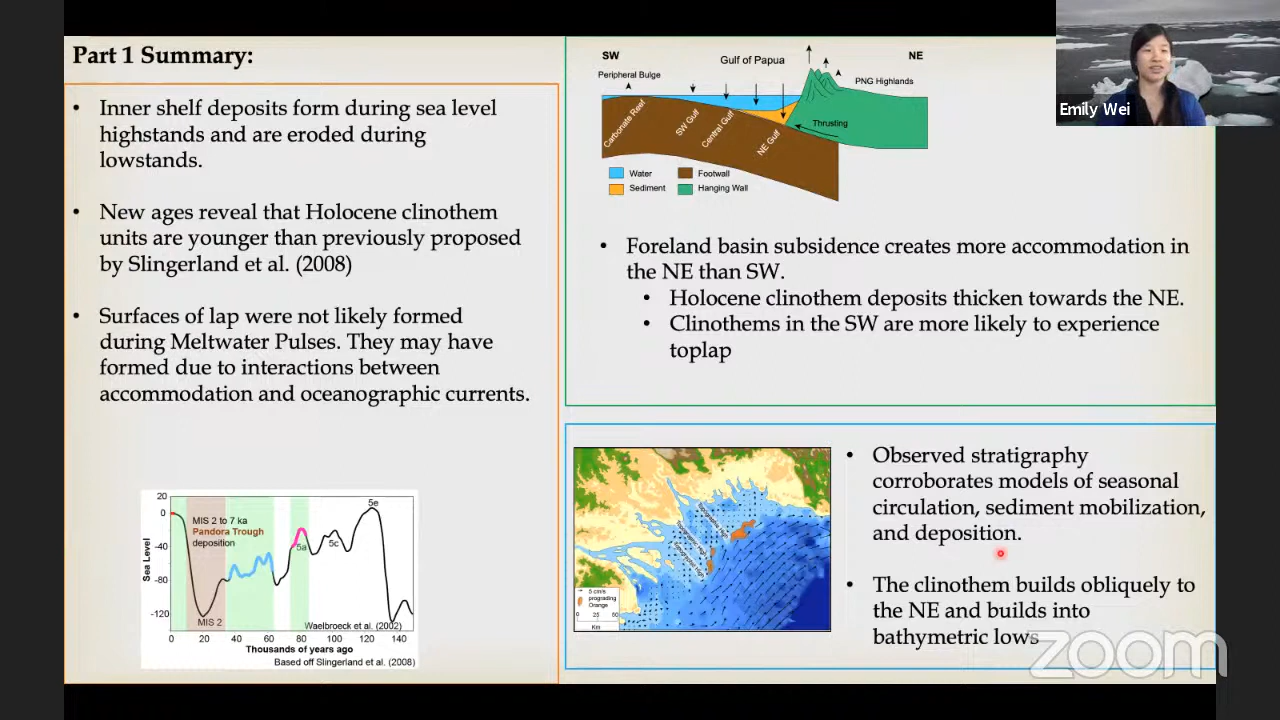 Part 1 Summary:
• Inner shelf deposits form during sea level
highstands and are eroded during
lowstands.
• New ages reveal that Holocene clinothem
units are younger than previously proposed
by Slingerland et al. (2008)
• Surfaces of lap were not likely formed
during Meltwater Pulses. They may have
formed due to interactions between
accommodation and oceanographic currents.
20
0
-40
-80
-120
Sea Level
MIS 2 to 7 ka
Pandora Trough
deposition
MIS 2
5a
5c
5e
Waelbroeck et al. (2002)
0 20 40 60 80 100 120 140
Thousands of years ago
Based off Slingerland et al. (2008)
SW
Gulf of Papua
NE
Peripheral Bulge
PNG Highlands
Carbonate Reef
SW Gulf
Central Gulf
NE Gulf
Thrusting
Water
Footwall
Sediment
Hanging Wall
• Foreland basin subsidence creates more accommodation in
the NE than SW.
• Holocene clinothem deposits thicken towards the NE.
• Clinothems in the SW are more likely to experience
toplap
5 cm/s
prograding
Orange
0 25 50
Km
• Observed stratigraphy
corroborates models of seasonal
circulation, sediment mobilization,
and deposition.
• The clinothem builds obliquely to
the NE and builds into
bathymetric lows
Emily Wei
zoom